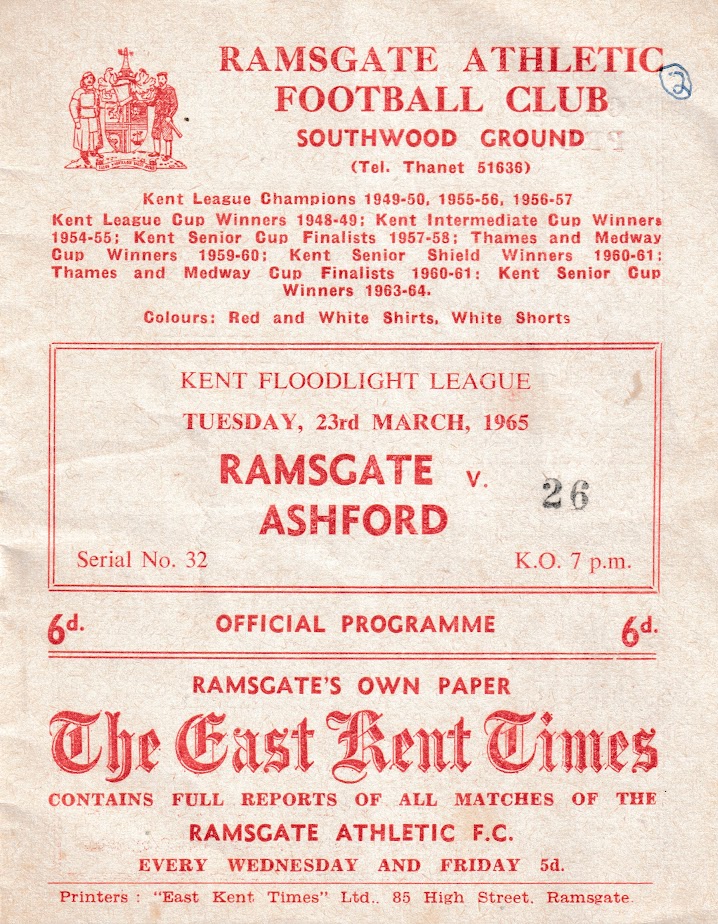 RAMSGATE ATHLETIC
FOOTBALL CLUB
2
SOUTHWOOD GROUND
(Tel. Thanet 51636)
Kent League Champions 1949-50, 1955-56, 1956-57
Kent League Cup Winners 1948-49; Kent Intermediate Cup Winners
1954-55; Kent Senior Cup Finalists 1957-58; Thames and Medway
Cup Winners 1959-60; Kent Senior Shield Winners 1960-61;
Thames and Medway Cup Finalists 1960-61; Kent Senior Cup
Winners 1963-64.
Colours: Red and White Shirts, White Shorts
KENT FLOODLIGHT LEAGUE
TUESDAY, 23rd MARCH, 1965
RAMSGATE v.
26
ASHFORD
Serial No. 32 K.O. 7 p.m.
6d. OFFICIAL PROGRAMME 6d.
RAMSGATE'S OWN PAPER
The East Kent Times
CONTAINS FULL REPORTS OF ALL MATCHES OF THE
RAMSGATE ATHLETIC F.C.
EVERY WEDNESDAY AND FRIDAY 5d.
Printers : "East Kent Times" Ltd., 85 High Street, Ramsgate.